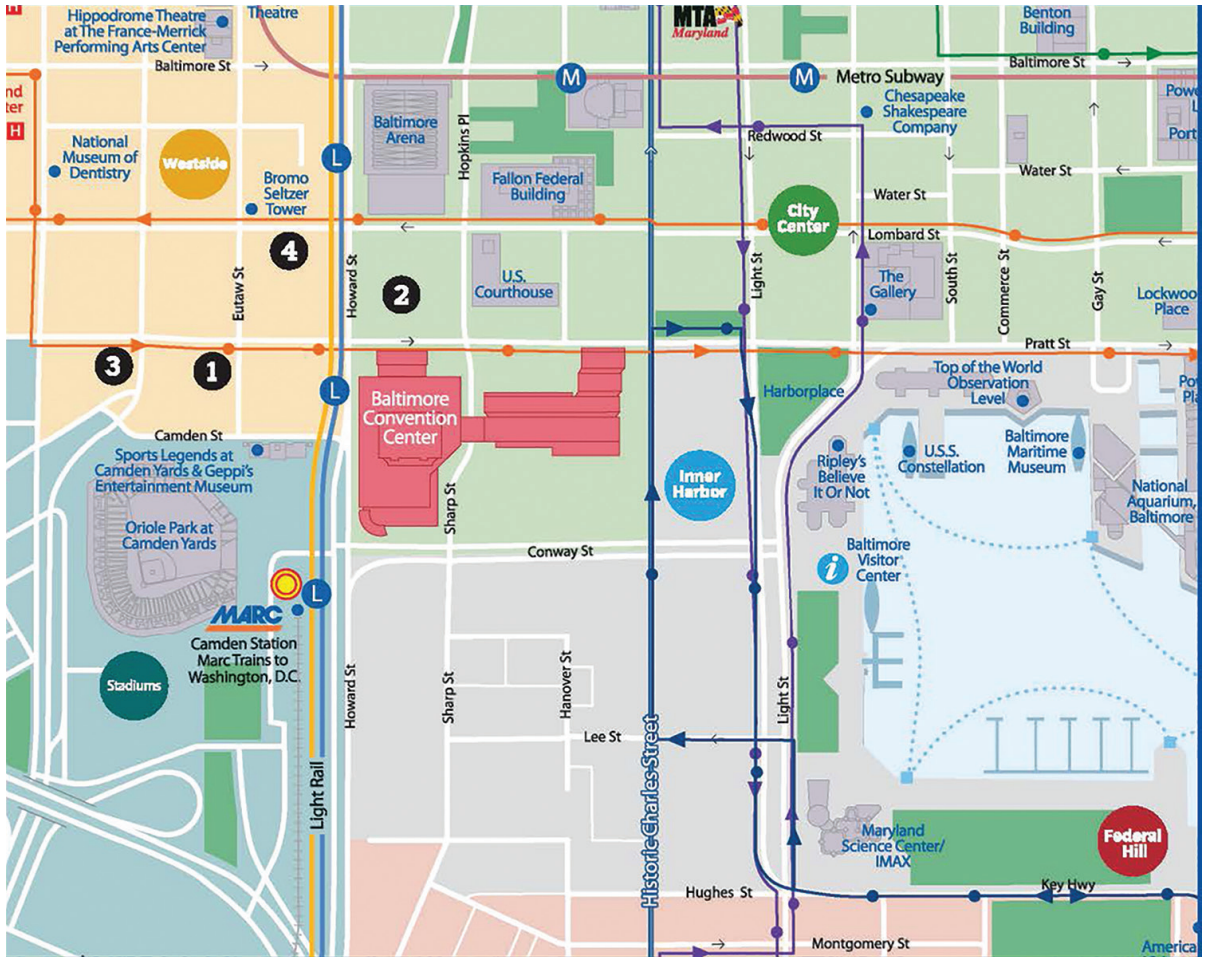 Hippodrome Theatre
at The France-Merrick
Performing Arts Center
Theatre
MTA
Maryland
Benton
Building
Baltimore St
Baltimore St
M
M
Metro Subway
H
Baltimore
Arena
Hopkins Pl
Chesapeake
Shakespeare
Company
Redwood St
National
Museum of
Dentistry
Westside
L
Bromo
Seltzer
Tower
Fallon Federal
Building
Water St
Water St
City
Center
Lombard St
4
Eutaw St
Howard St
2
U.S.
Courthouse
Light St
The
Gallery
South St
Commerce St
Gay St
Place
Pratt St
3
1
L
Baltimore
Convention
Center
Harborplace
Top of the World
Observation
Level
Camden St
Sports Legends at
Camden Yards & Geppi's
Entertainment Museum
Sharp St
Inner
Harbor
Ripley's
Believe
It Or Not
U.S.S.
Constellation
Baltimore
Maritime
Museum
National
Aquarium,
Baltimore
Oriole Park at
Camden Yards
Conway St
i
Baltimore
Visitor
Center
L
MARC
Camden Station
Marc Trains to
Washington, D.C.
Stadiums
Howard St
Sharp St
Hanover St
Light St
Lee St
Historic Charles Street
Light Rail
Maryland
Science Center/
IMAX
Federal
Hill
Hughes St
Key Hwy
Montgomery St
America